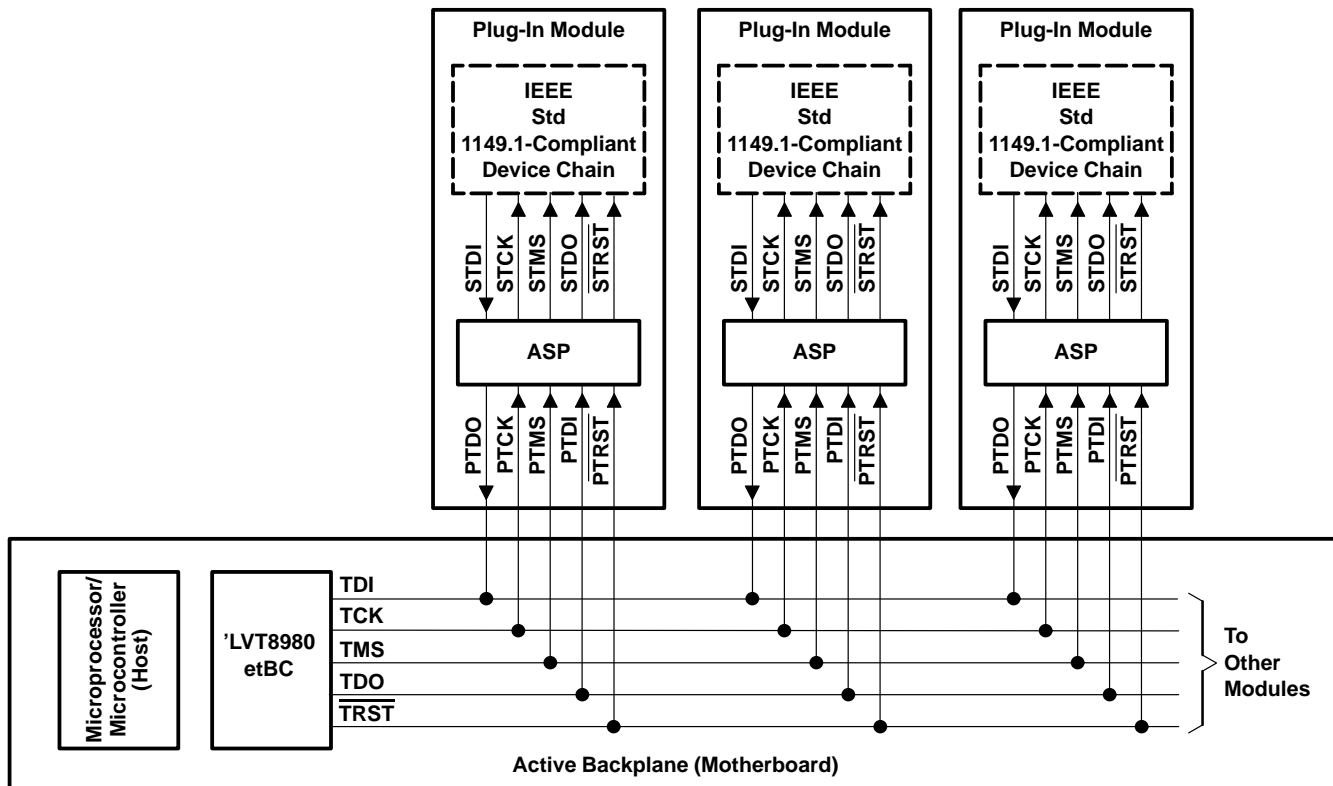 Plug-In Module
IEEE
Std
1149.1-Compliant
Device Chain
STDI
STCK
STMS
STDO
STRST
ASP
PTDO
PTCK
PTMS
PTDI
PTRST
Plug-In Module
IEEE
Std
1149.1-Compliant
Device Chain
STDI
STCK
STMS
STDO
STRST
ASP
PTDO
PTCK
PTMS
PTDI
PTRST
Plug-In Module
IEEE
Std
1149.1-Compliant
Device Chain
STDI
STCK
STMS
STDO
STRST
ASP
PTDO
PTCK
PTMS
PTDI
PTRST
Microprocessor/
Microcontroller
(Host)
’LVT8980
etBC
TDI
TCK
TMS
TDO
TRST
To
Other
Modules
Active Backplane (Motherboard)